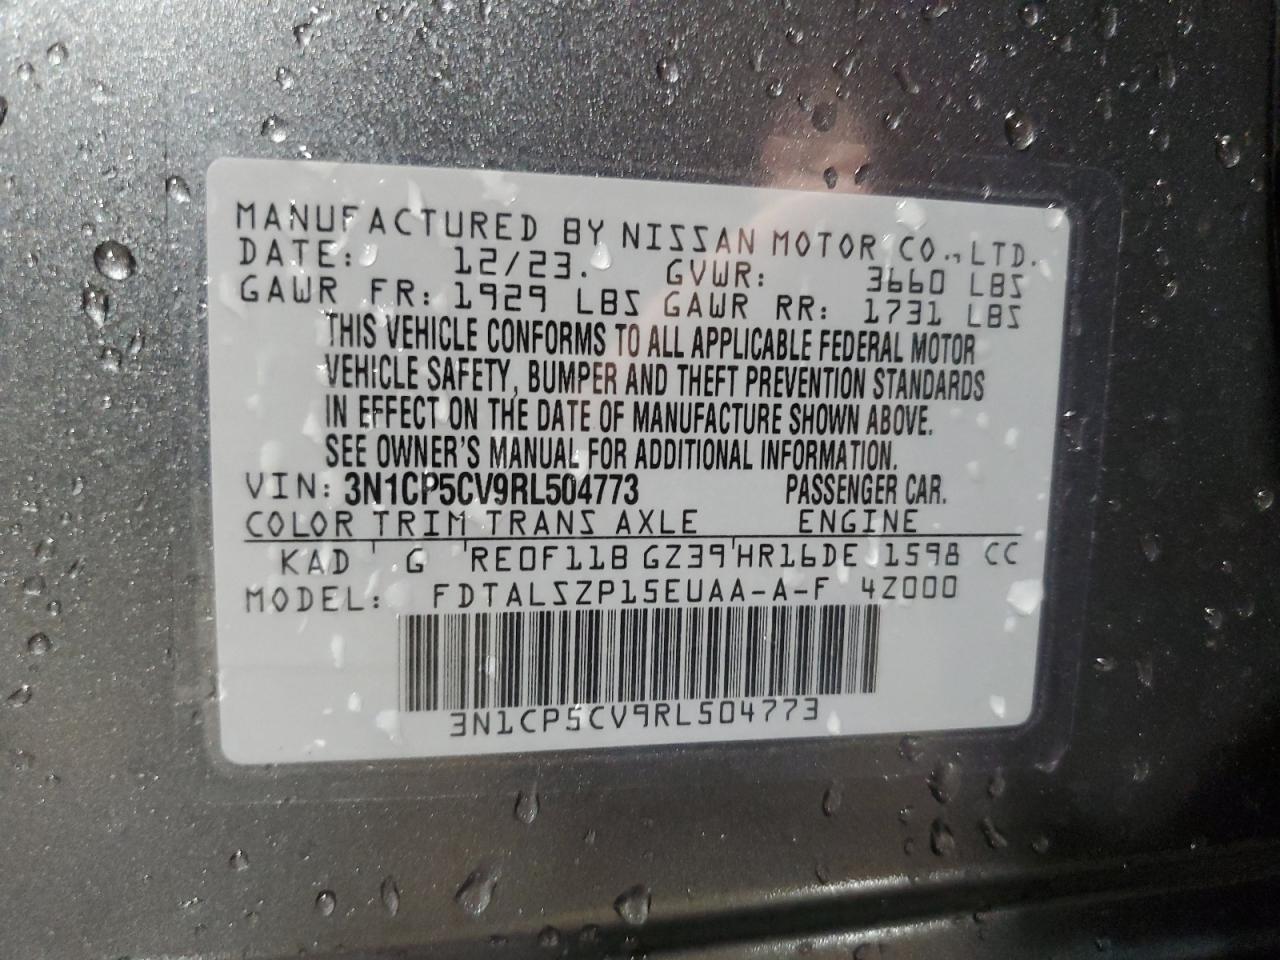 MANUFACTURED BY NISSAN MOTOR CO.,LTD.
DATE: 12/23. GVWR: 3660 LBS
GAWR FR: 1929 LBS GAWR RR: 1731 LBS
THIS VEHICLE CONFORMS TO ALL APPLICABLE FEDERAL MOTOR
VEHICLE SAFETY, BUMPER AND THEFT PREVENTION STANDARDS
IN EFFECT ON THE DATE OF MANUFACTURE SHOWN ABOVE.
SEE OWNER'S MANUAL FOR ADDITIONAL INFORMATION.
VIN: 3N1CP5CV9RL504773 PASSENGER CAR.
COLOR TRIM TRANS AXLE ENGINE
KAD G RE0F11B GZ39 HR16DE 1598 CC
MODEL: FDTALSZP15EUAA-A-F 4Z000
3N1CP5CV9RL504773